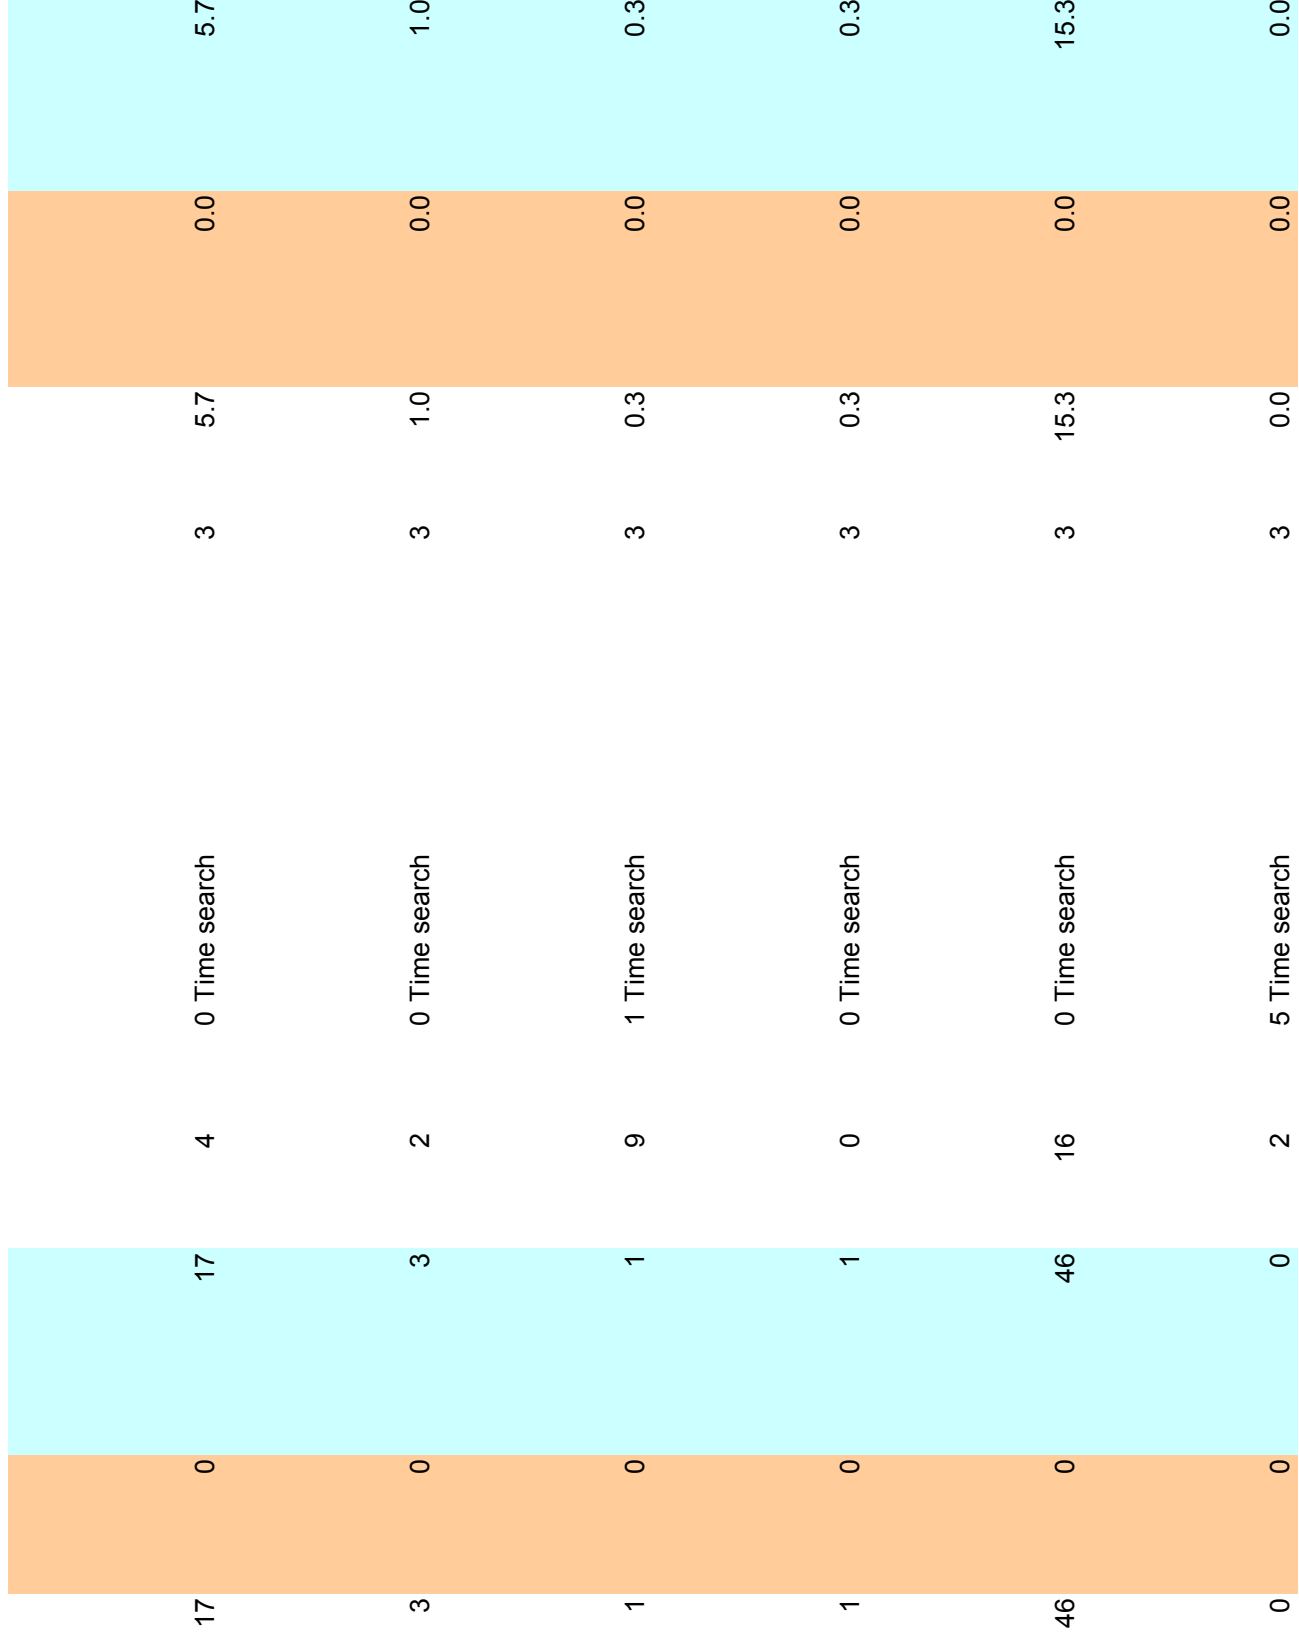 17 0 17 4 0 Time search 3 5.7 0.0 5.7
3 0 3 2 0 Time search 3 1.0 0.0 1.0
1 0 1 9 1 Time search 3 0.3 0.0 0.3
1 0 1 0 0 Time search 3 0.3 0.0 0.3
46 0 46 16 0 Time search 3 15.3 0.0 15.3
0 0 0 2 5 Time search 3 0.0 0.0 0.0